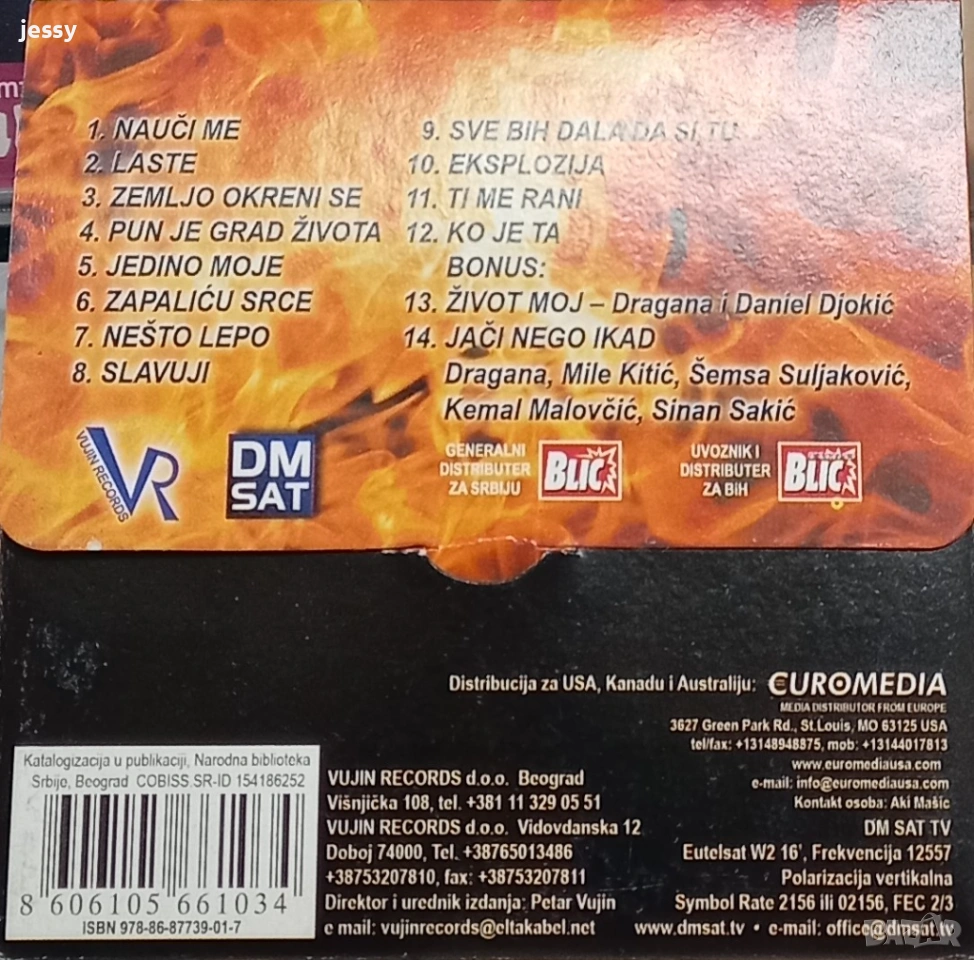 jessy
1. NAUČI ME
2. LASTE
3. ZEMLJO OKRENI SE
4. PUN JE GRAD ŽIVOTA
5. JEDINO MOJE
6. ZAPALIĆU SRCE
7. NEŠTO LEPO
8. SLAVUJI
9. SVE BIH DALA DA SI TU
10. EKSPLOZIJA
11. TI ME RANI
12. KO JE TA
BONUS:
13. ŽIVOT MOJ – Dragana i Daniel Djokić
14. JAČI NEGO IKAD
Dragana, Mile Kitić, Šemsa Suljaković,
Kemal Malovčić, Sinan Sakić
VUJIN RECORDS
VR
DM
SAT
GENERALNI
DISTRIBUTER
ZA SRBIJU
BLIC
UVOZNIK I
DISTRIBUTER
ZA BiH
BLIC
Distribucija za USA, Kanadu i Australiju: EUROMEDIA
MEDIA DISTRIBUTOR FROM EUROPE
3627 Green Park Rd., St.Louis, MO 63125 USA
tel/fax: +13148948875, mob: +13144017813
www.euromediausa.com
e-mail: info@euromediausa.com
Kontakt osoba: Aki Mašic
Katalogizacija u publikaciji, Narodna biblioteka
Srbije, Beograd COBISS.SR-ID 154186252
8 606105 661034
ISBN 978-86-87739-01-7
VUJIN RECORDS d.o.o. Beograd
Višnjička 108, tel. +381 11 329 05 51
VUJIN RECORDS d.o.o. Vidovdanska 12
Doboj 74000, Tel. +38765013486
+38753207810, fax: +38753207811
Direktor i urednik izdanja: Petar Vujin
e mail: vujinrecords@eltakabel.net
DM SAT TV
Eutelsat W2 16', Frekvencija 12557
Polarizacija vertikalna
Symbol Rate 2156 ili 02156, FEC 2/3
www.dmsat.tv • e-mail: office@dmsat.tv